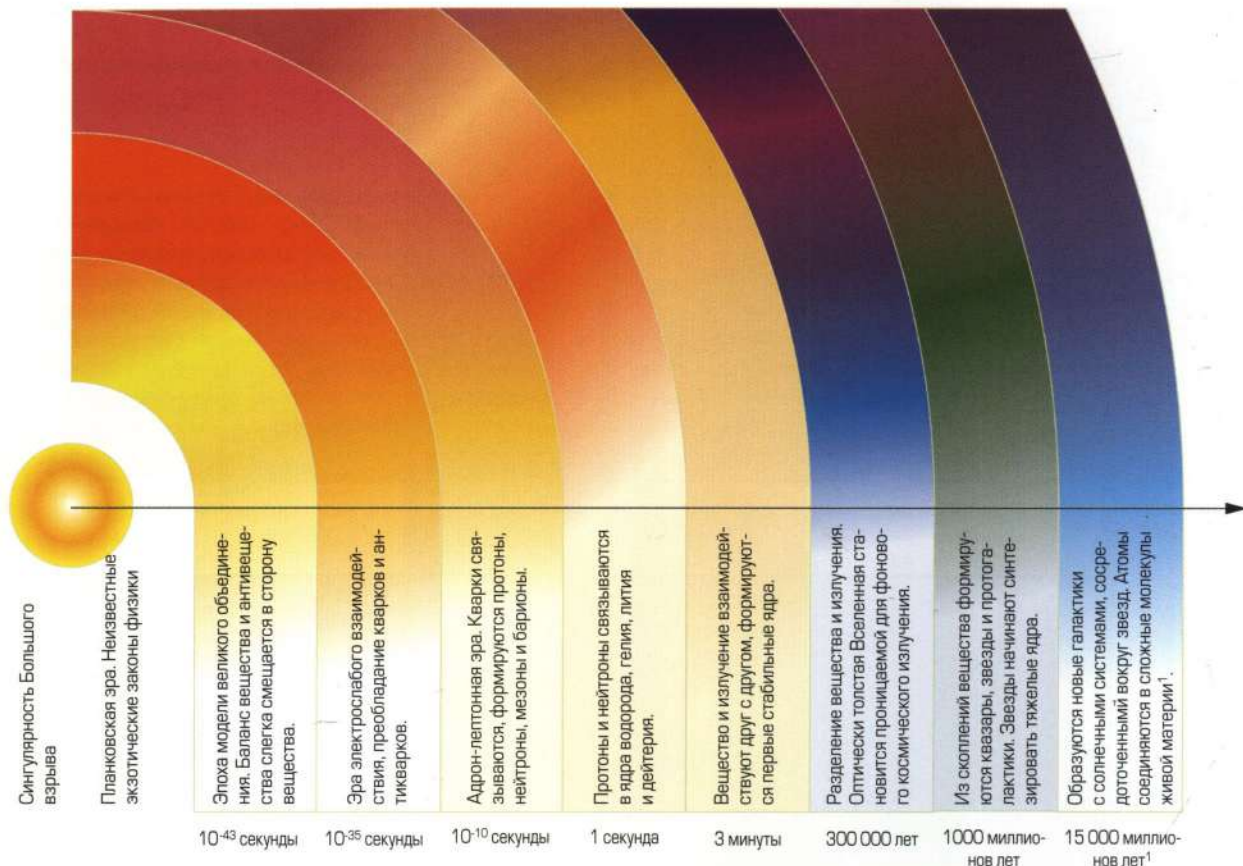 Сингулярность Большого
взрыва
Планковская эра. Неизвестные
экзотические законы физики
Эпоха модели великого объедине-
ния. Баланс вещества и антивеще-
ства слегка смещается в сторону
вещества.
Эра электрослабого взаимодей-
ствия, преобладание кварков и ан-
тикварков.
Адрон-лептонная эра. Кварки свя-
зываются, формируются протоны,
нейтроны, мезоны и барионы.
Протоны и нейтроны связываются
в ядра водорода, гелия, лития
и дейтерия.
Вещество и излучение взаимодей-
ствуют друг с другом, формируют-
ся первые стабильные ядра.
Разделение вещества и излучения.
Оптически толстая Вселенная ста-
новится проницаемой для фоново-
го космического излучения.
Из скоплений вещества формиру-
ются квазары, звезды и протога-
лактики. Звезды начинают синте-
зировать тяжелые ядра.
Образуются новые галактики
с солнечными системами, сосре-
доточенными вокруг звезд. Атомы
соединяются в сложные молекулы
живой материи¹.
10⁻⁴³ секунды
10⁻³⁵ секунды
10⁻¹⁰ секунды
1 секунда
3 минуты
300 000 лет
1000 миллио-
нов лет
15 000 миллио-
нов лет¹